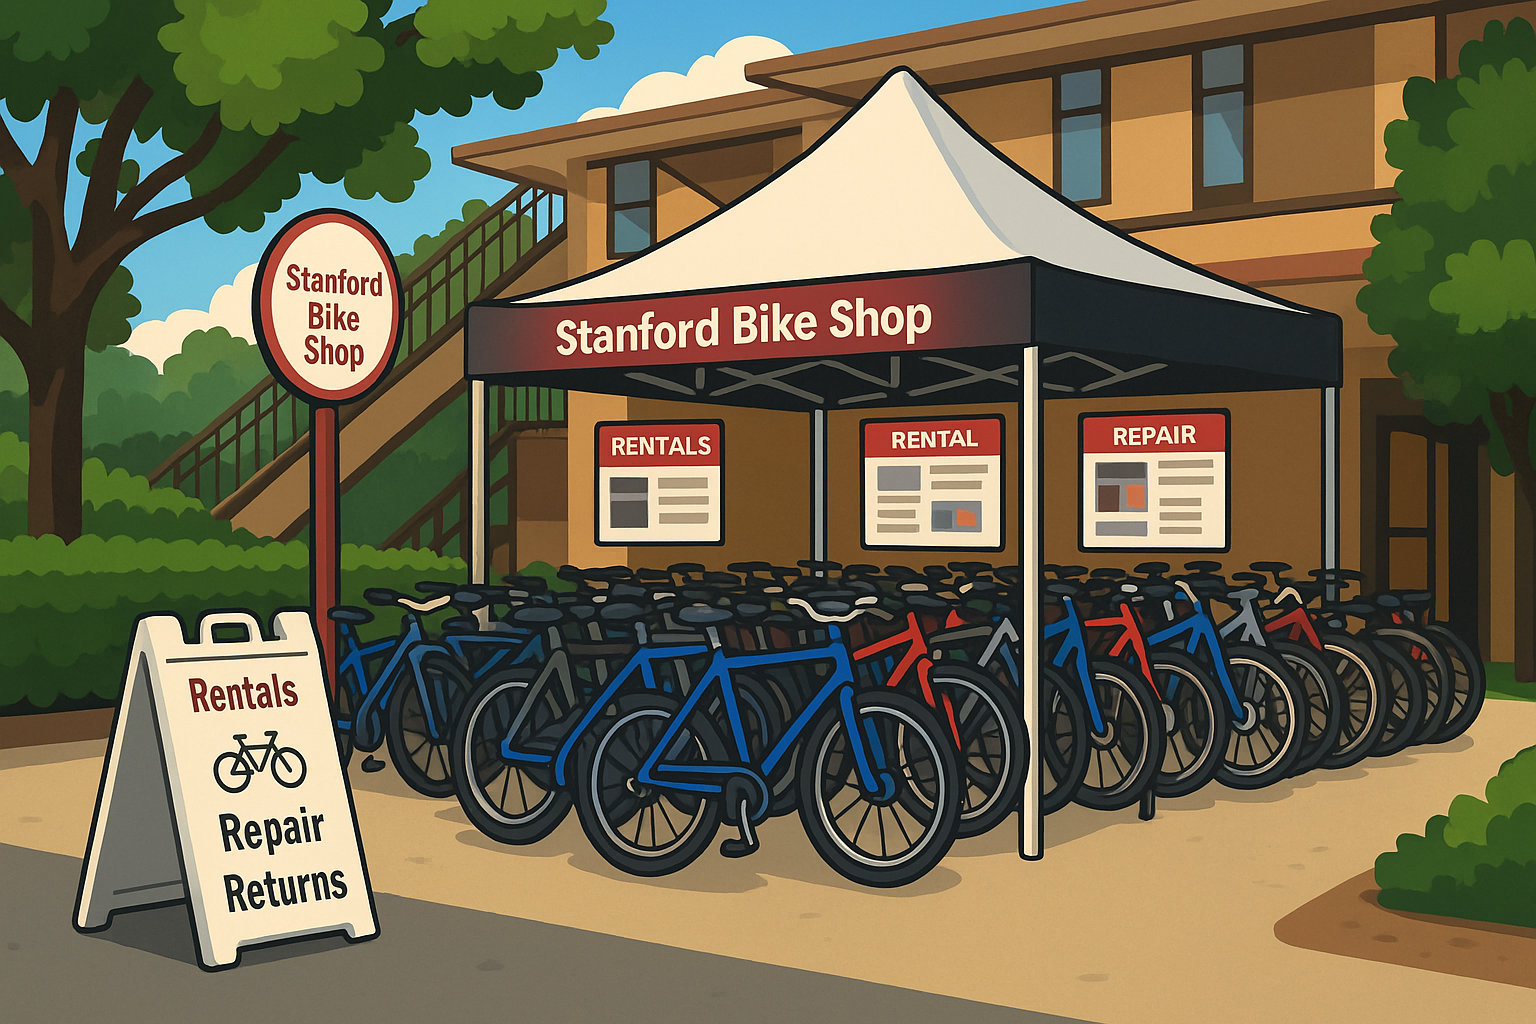 Stanford
Bike
Shop
Stanford Bike Shop
RENTALS
RENTAL
REPAIR
Rentals
Repair
Returns